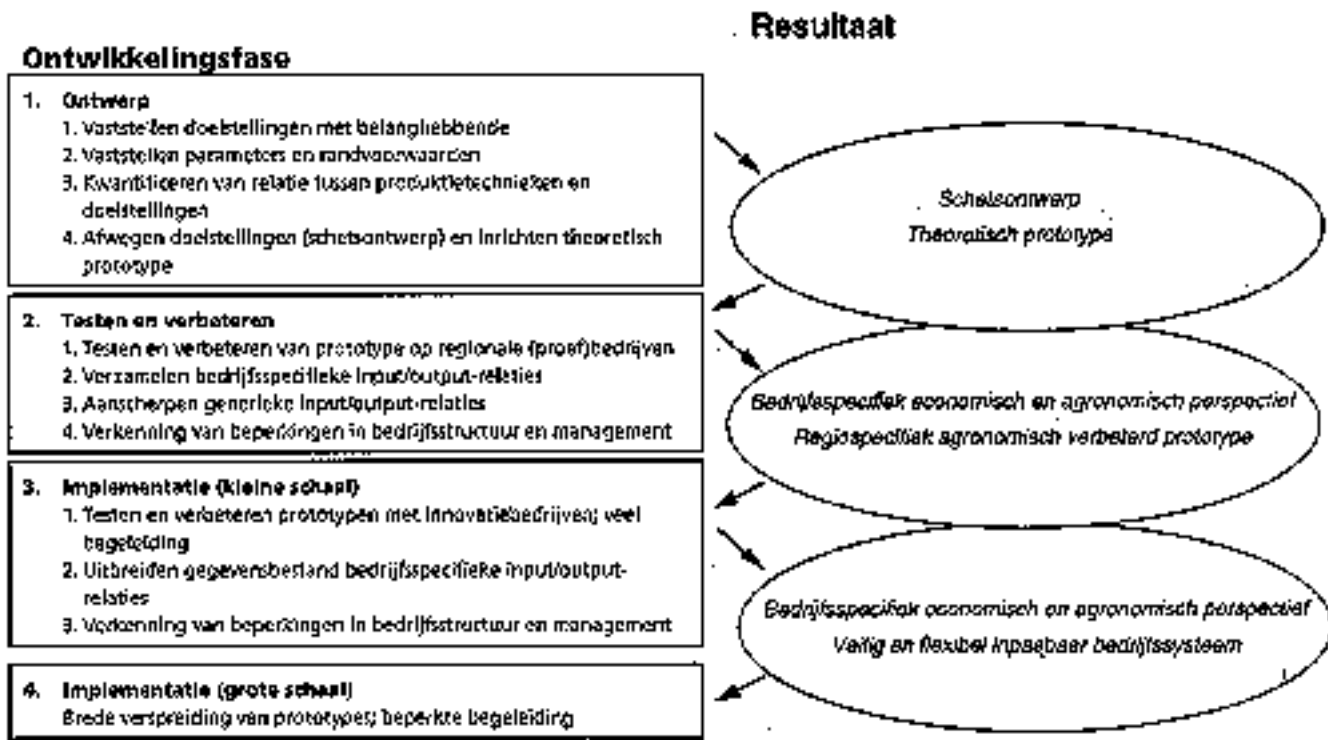 Resultaat
Ontwikkelingsfase
1. Ontwerp
1. Vaststellen doelstellingen met belanghebbende
2. Vaststellen parameters en randvoorwaarden
3. Kwantificeren van relatie tussen produktietechnieken en
doelstellingen
4. Afwegen doelstellingen (schetsontwerp) en inrichten theoretisch
prototype
Schetsontwerp
Theoretisch prototype
2. Testen en verbeteren
1. Testen en verbeteren van prototype op regionale (proef)bedrijven
2. Verzamelen bedrijfsspecifieke input/output-relaties
3. Aanscherpen generieke input/output-relaties
4. Verkenning van beperkingen in bedrijfsstructuur en management
Bedrijfsspecifiek economisch en agronomisch perspectief
Regiospecifiek agronomisch verbeterd prototype
3. Implementatie (kleine schaal)
1. Testen en verbeteren prototypen met innovatiebedrijven; veel
begeleiding
2. Uitbreiden gegevensbestand bedrijfsspecifieke input/output-
relaties
3. Verkenning van beperkingen in bedrijfsstructuur en management
Bedrijfsspecifiek economisch en agronomisch perspectief
Veilig en flexibel inpasbaar bedrijfssysteem
4. Implementatie (grote schaal)
Brede verspreiding van prototypes; beperkte begeleiding